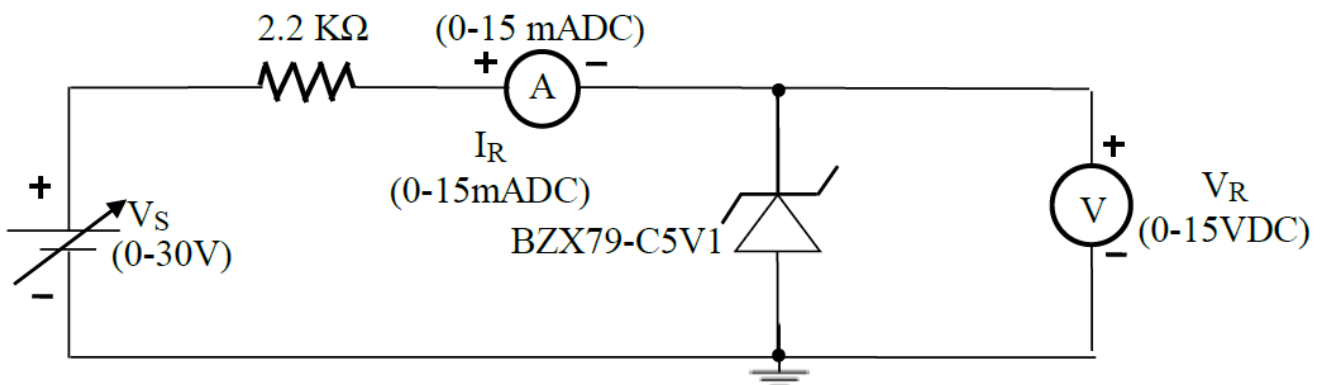 2.2 KΩ
(0-15 mADC)
+
-
A
I_R
(0-15mADC)
+
V_S
(0-30V)
-
BZX79-C5V1
+
V
-
V_R
(0-15VDC)